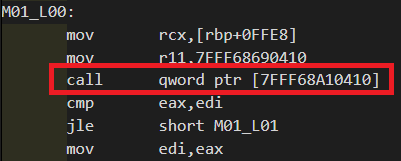 M01_L00:
mov rcx,[rbp+0FFE8]
mov r11,7FFF68690410
call qword ptr [7FFF68A10410]
cmp eax,edi
jle short M01_L01
mov edi,eax